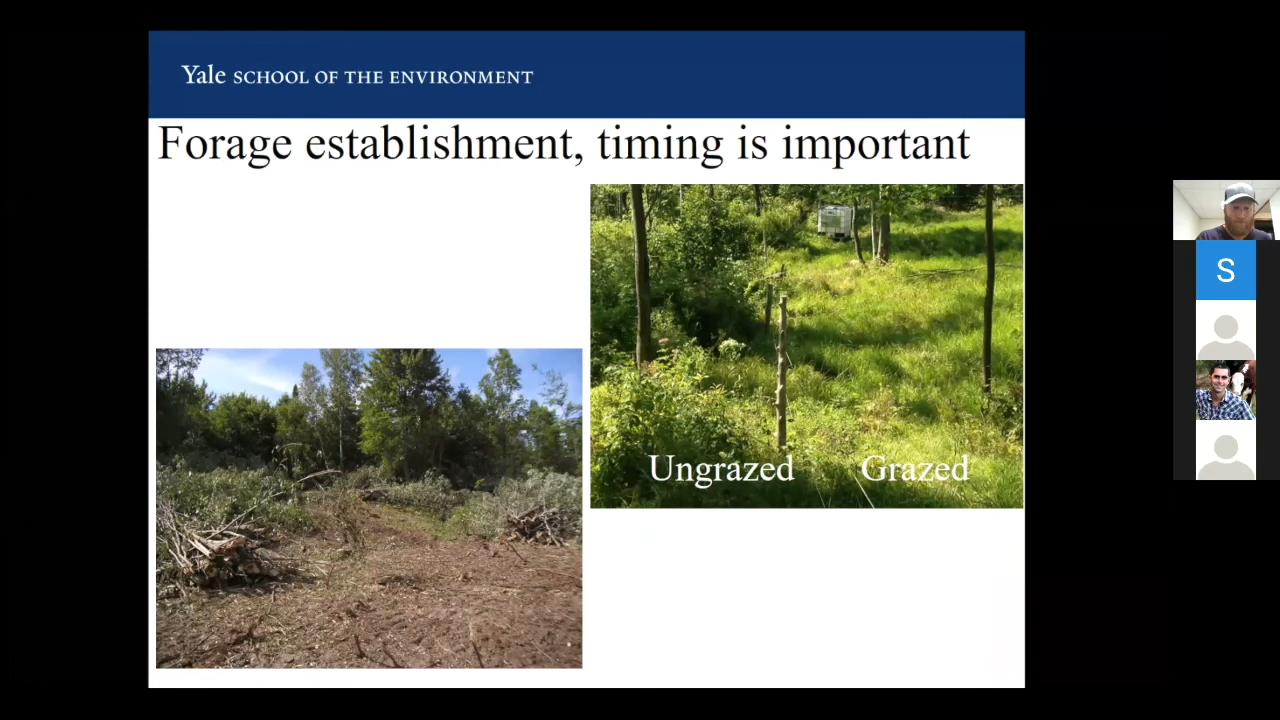 Yale SCHOOL OF THE ENVIRONMENT
Forage establishment, timing is important
Ungrazed Grazed
S